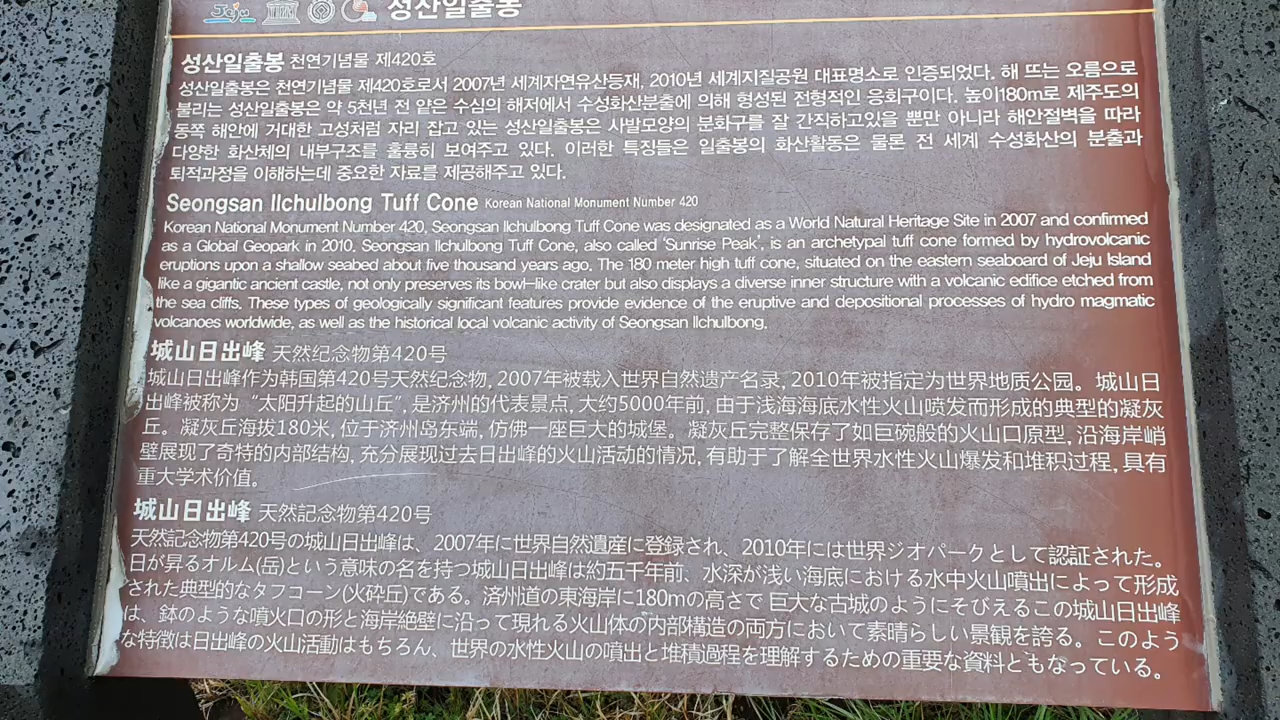 Jeju 성산일출봉
성산일출봉 천연기념물 제420호
성산일출봉은 천연기념물 제420호로서 2007년 세계자연유산등재, 2010년 세계지질공원 대표명소로 인증되었다. 해 뜨는 오름으로
불리는 성산일출봉은 약 5천년 전 얕은 수심의 해저에서 수성화산분출에 의해 형성된 전형적인 응회구이다. 높이180m로 제주도의
동쪽 해안에 거대한 고성처럼 자리 잡고 있는 성산일출봉은 사발모양의 분화구를 잘 간직하고있을 뿐만 아니라 해안절벽을 따라
다양한 화산체의 내부구조를 훌륭히 보여주고 있다. 이러한 특징들은 일출봉의 화산활동은 물론 전 세계 수성화산의 분출과
퇴적과정을 이해하는데 중요한 자료를 제공해주고 있다.
Seongsan Ilchulbong Tuff Cone Korean National Monument Number 420
Korean National Monument Number 420, Seongsan Ilchulbong Tuff Cone was designated as a World Natural Heritage Site in 2007 and confirmed
as a Global Geopark in 2010. Seongsan Ilchulbong Tuff Cone, also called 'Sunrise Peak', is an archetypal tuff cone formed by hydrovolcanic
eruptions upon a shallow seabed about five thousand years ago. The 180 meter high tuff cone, situated on the eastern seaboard of Jeju Island
like a gigantic ancient castle, not only preserves its bowl-like crater but also displays a diverse inner structure with a volcanic edifice etched from
the sea cliffs. These types of geologically significant features provide evidence of the eruptive and depositional processes of hydro magmatic
volcanoes worldwide, as well as the historical local volcanic activity of Seongsan Ilchulbong.
城山日出峰 天然纪念物第420号
城山日出峰作为韩国第420号天然纪念物, 2007年被载入世界自然遗产名录, 2010年被指定为世界地质公园。城山日
出峰被称为 “太阳升起的山丘”, 是济州的代表景点, 大约5000年前, 由于浅海海底水性火山喷发而形成的典型的凝灰
丘。凝灰丘海拔180米, 位于济州岛东端, 仿佛一座巨大的城堡。凝灰丘完整保存了如巨碗般的火山口原型, 沿海岸峭
壁展现了奇特的内部结构, 充分展现过去日出峰的火山活动的情况, 有助于了解全世界水性火山爆发和堆积过程, 具有
重大学术价值。
城山日出峰 天然記念物第420号
天然記念物第420号の城山日出峰は、2007年に世界自然遺産に登録され、2010年には世界ジオパークとして認証された。
日が昇るオルム(岳)という意味の名を持つ城山日出峰は約五千年前、水深が浅い海底における水中火山噴出によって形成
された典型的なタフコーン(火砕丘)である。済州道の東海岸に180mの高さで 巨大な古城のようにそびえるこの城山日出峰
は、鉢のような噴火口の形と海岸絶壁に沿って現れる火山体の内部構造の両方において素晴らしい景観を誇る。このよう
な特徴は日出峰の火山活動はもちろん、世界の水性火山の噴出と堆積過程を理解するための重要な資料ともなっている。